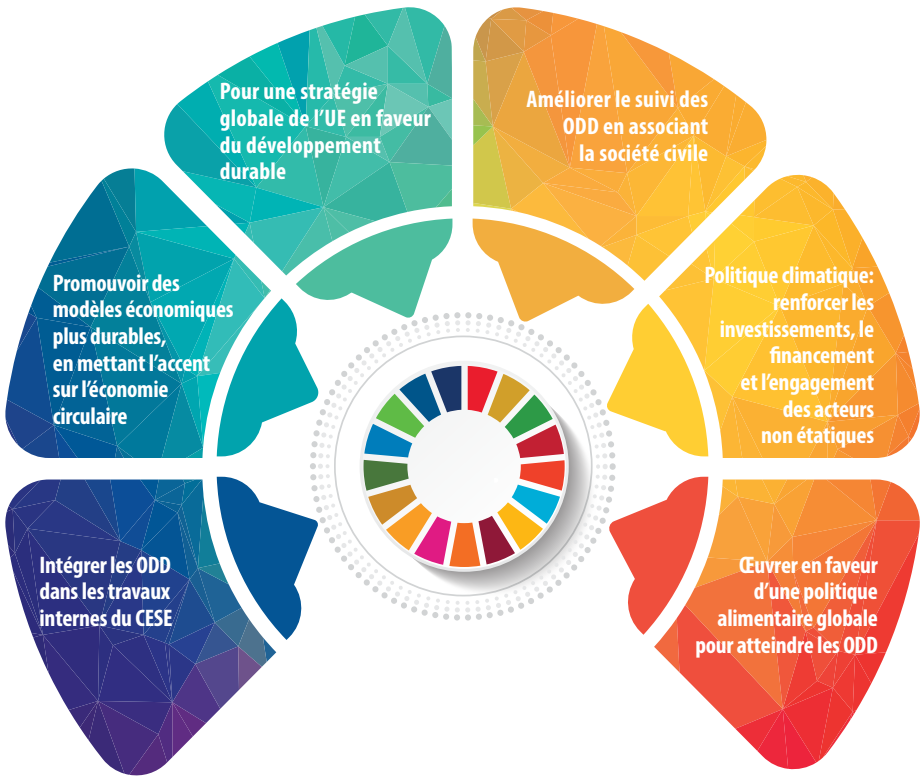 Pour une stratégie
globale de l’UE en faveur
du développement
durable
Améliorer le suivi des
ODD en associant
la société civile
Promouvoir des
modèles économiques
plus durables,
en mettant l’accent
sur l’économie
circulaire
Politique climatique:
renforcer les
investissements, le
financement
et l’engagement
des acteurs
non étatiques
Intégrer les ODD
dans les travaux
internes du CESE
Œuvrer en faveur
d’une politique
alimentaire globale
pour atteindre les ODD